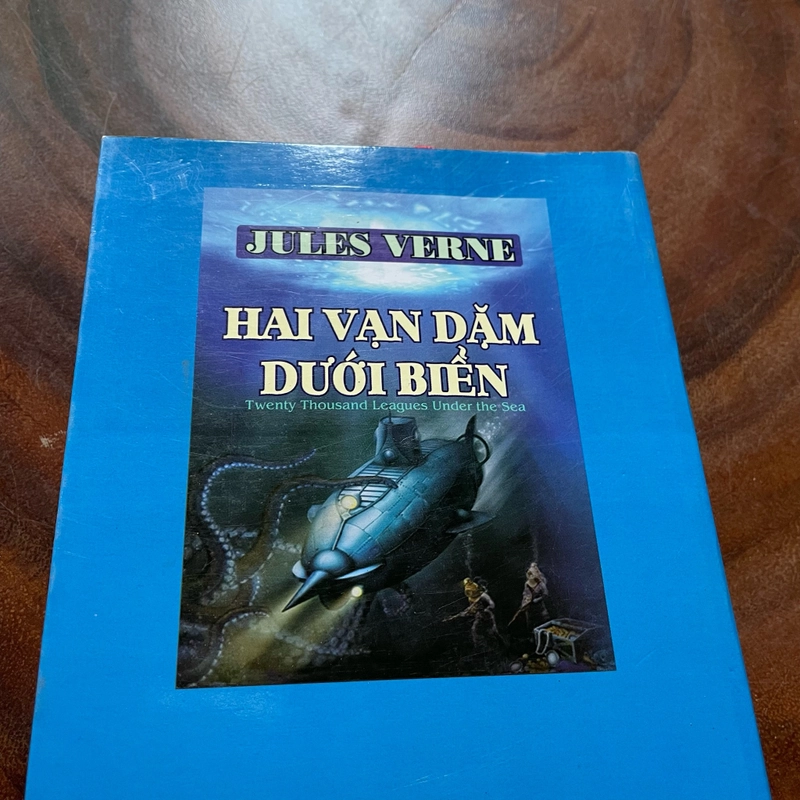 JULES VERNE
HAI VẠN DẶM
DƯỚI BIỂN
Twenty Thousand Leagues Under the Sea